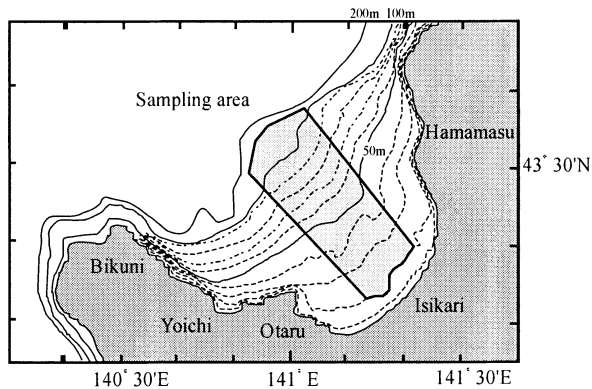 200m 100m
Sampling area
Hamamasu
50m
43° 30'N
Bikuni
Isikari
Yoichi
Otaru
140° 30'E
141° E
141° 30'E